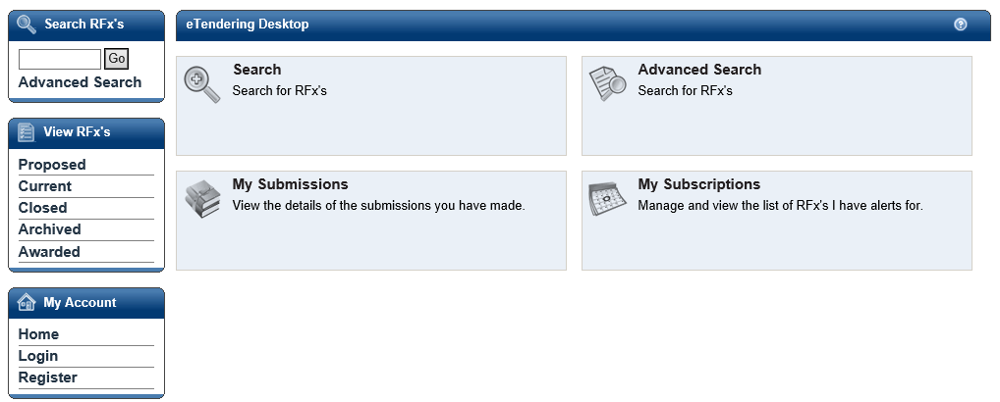 Search RFx's
Go
Advanced Search
View RFx's
Proposed
Current
Closed
Archived
Awarded
My Account
Home
Login
Register
eTendering Desktop
?
Search
Search for RFx's
Advanced Search
Search for RFx's
My Submissions
View the details of the submissions you have made.
My Subscriptions
Manage and view the list of RFx's I have alerts for.